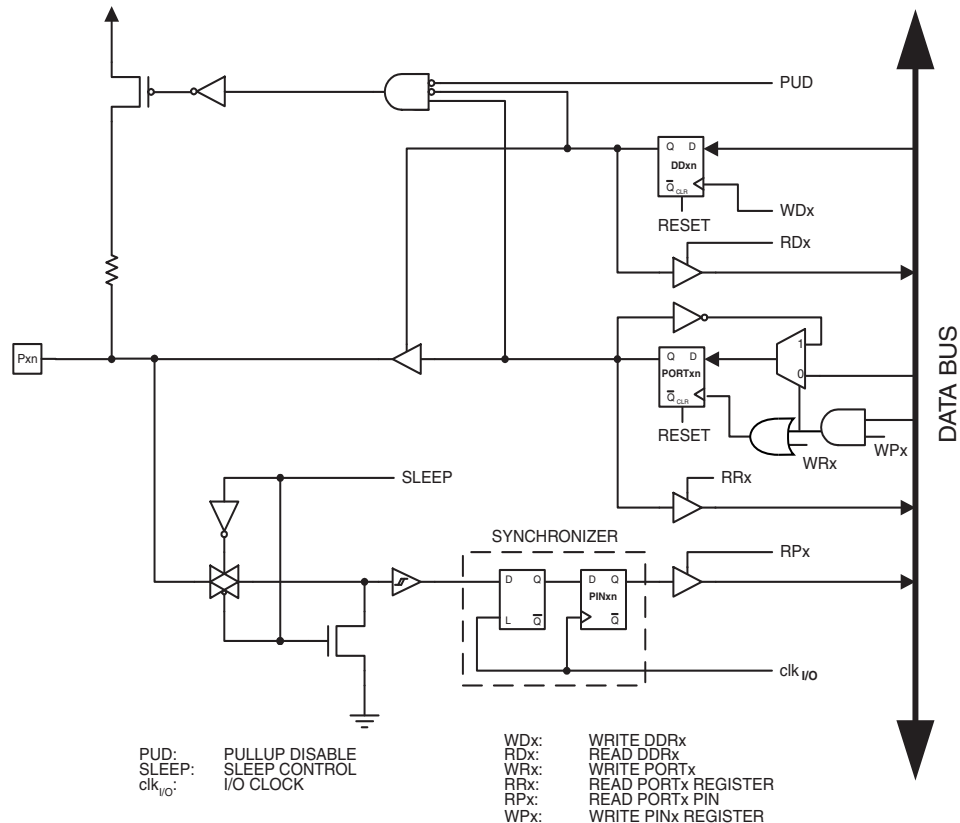 PUD
Q D
DDxn
Q CLR
WDx
RESET
RDx
DATA BUS
1
Pxn
Q D
PORTxn
0
Q CLR
RESET
WRx
WPx
SLEEP
RRx
SYNCHRONIZER
RPx
D Q
D Q
PINxn
L Q
Q
clk I/O
PUD: PULLUP DISABLE
SLEEP: SLEEP CONTROL
clkI/O: I/O CLOCK
WDx: WRITE DDRx
RDx: READ DDRx
WRx: WRITE PORTx
RRx: READ PORTx REGISTER
RPx: READ PORTx PIN
WPx: WRITE PINx REGISTER